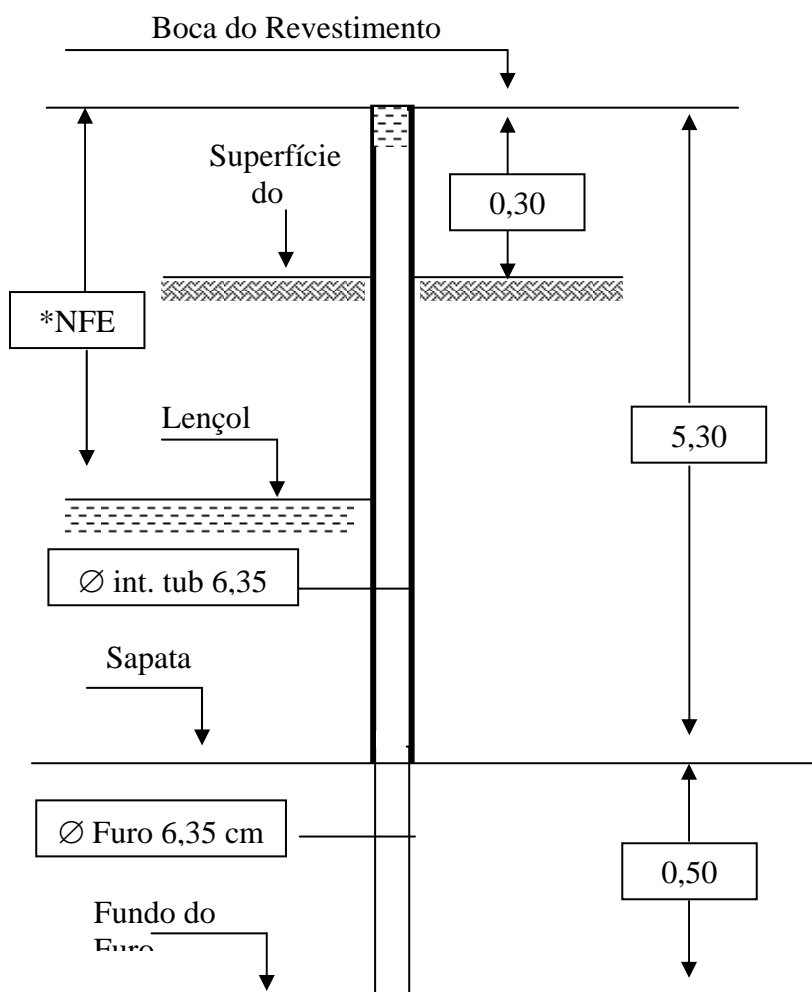 Boca do Revestimento
Superfície
do
0,30
*NFE
Lençol
5,30
∅ int. tub 6,35
Sapata
∅ Furo 6,35 cm
0,50
Fundo do
Furo